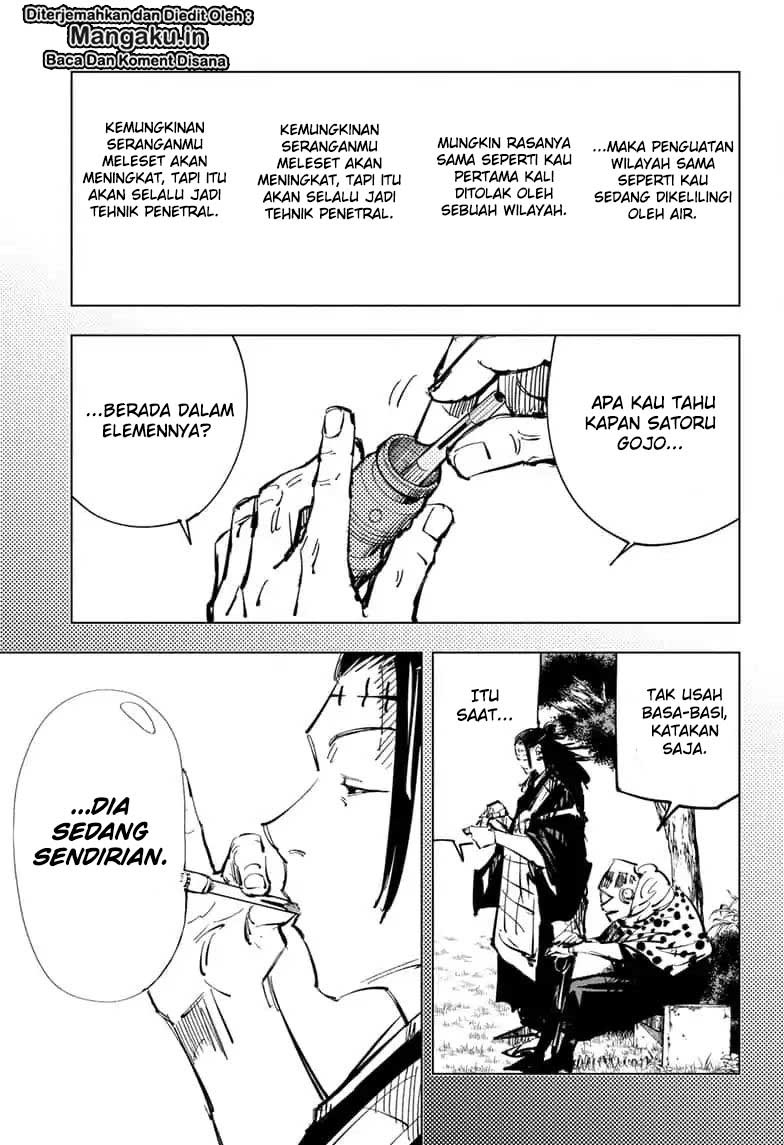 Diterjemahkan dan Diedit Oleh :
Mangaku.in
Baca Dan Koment Disana
...MAKA PENGUATAN
WILAYAH SAMA
SEPERTI KAU
SEDANG DIKELILINGI
OLEH AIR.
MUNGKIN RASANYA
SAMA SEPERTI KAU
PERTAMA KALI
DITOLAK OLEH
SEBUAH WILAYAH.
KEMUNGKINAN
SERANGANMU
MELESET AKAN
MENINGKAT, TAPI ITU
AKAN SELALU JADI
TEHNIK PENETRAL.
KEMUNGKINAN
SERANGANMU
MELESET AKAN
MENINGKAT, TAPI ITU
AKAN SELALU JADI
TEHNIK PENETRAL.
APA KAU TAHU
KAPAN SATORU
GOJO...
...BERADA DALAM
ELEMENNYA?
TAK USAH
BASA-BASI,
KATAKAN
SAJA.
ITU
SAAT...
...DIA
SEDANG
SENDIRIAN.